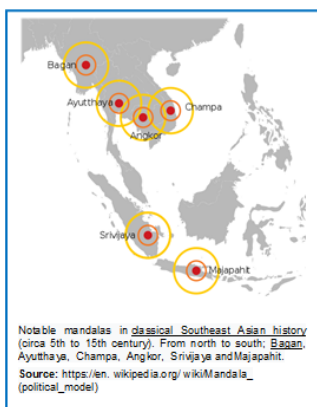 Bagan
Ayutthaya
Champa
Angkor
Srivijaya
Majapahit
Notable mandalas in classical Southeast Asian history
(circa 5th to 15th century). From north to south; Bagan,
Ayutthaya, Champa, Angkor, Srivijaya and Majapahit.
Source: https://en. wikipedia.org/ wiki/Mandala_
(political_model)